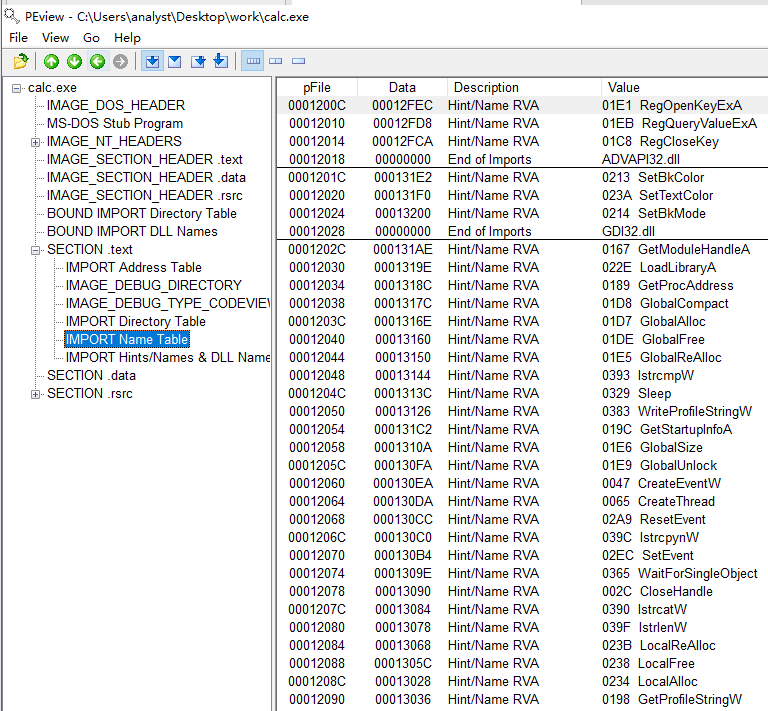 PEview - C:\Users\analyst\Desktop\work\calc.exe
File View Go Help
calc.exe
IMAGE_DOS_HEADER
MS-DOS Stub Program
IMAGE_NT_HEADERS
IMAGE_SECTION_HEADER .text
IMAGE_SECTION_HEADER .data
IMAGE_SECTION_HEADER .rsrc
BOUND IMPORT Directory Table
BOUND IMPORT DLL Names
SECTION .text
IMPORT Address Table
IMAGE_DEBUG_DIRECTORY
IMAGE_DEBUG_TYPE_CODEVIEW
IMPORT Directory Table
IMPORT Name Table
IMPORT Hints/Names & DLL Name
SECTION .data
SECTION .rsrc
pFile Data Description Value
0001200C 00012FEC Hint/Name RVA 01E1 RegOpenKeyExA
00012010 00012FD8 Hint/Name RVA 01EB RegQueryValueExA
00012014 00012FCA Hint/Name RVA 01C8 RegCloseKey
00012018 00000000 End of Imports ADVAPI32.dll
0001201C 000131E2 Hint/Name RVA 0213 SetBkColor
00012020 000131F0 Hint/Name RVA 023A SetTextColor
00012024 00013200 Hint/Name RVA 0214 SetBkMode
00012028 00000000 End of Imports GDI32.dll
0001202C 000131AE Hint/Name RVA 0167 GetModuleHandleA
00012030 0001319E Hint/Name RVA 022E LoadLibraryA
00012034 0001318C Hint/Name RVA 0189 GetProcAddress
00012038 0001317C Hint/Name RVA 01D8 GlobalCompact
0001203C 0001316E Hint/Name RVA 01D7 GlobalAlloc
00012040 00013160 Hint/Name RVA 01DE GlobalFree
00012044 00013150 Hint/Name RVA 01E5 GlobalReAlloc
00012048 00013144 Hint/Name RVA 0393 lstrcmpW
0001204C 0001313C Hint/Name RVA 0329 Sleep
00012050 00013126 Hint/Name RVA 0383 WriteProfileStringW
00012054 000131C2 Hint/Name RVA 019C GetStartupInfoA
00012058 0001310A Hint/Name RVA 01E6 GlobalSize
0001205C 000130FA Hint/Name RVA 01E9 GlobalUnlock
00012060 000130EA Hint/Name RVA 0047 CreateEventW
00012064 000130DA Hint/Name RVA 0065 CreateThread
00012068 000130CC Hint/Name RVA 02A9 ResetEvent
0001206C 000130C0 Hint/Name RVA 039C lstrcpynW
00012070 000130B4 Hint/Name RVA 02EC SetEvent
00012074 0001309E Hint/Name RVA 0365 WaitForSingleObject
00012078 00013090 Hint/Name RVA 002C CloseHandle
0001207C 00013084 Hint/Name RVA 0390 lstrcatW
00012080 00013078 Hint/Name RVA 039F lstrlenW
00012084 00013068 Hint/Name RVA 023B LocalReAlloc
00012088 0001305C Hint/Name RVA 0238 LocalFree
0001208C 00013028 Hint/Name RVA 0234 LocalAlloc
00012090 00013036 Hint/Name RVA 0198 GetProfileStringW